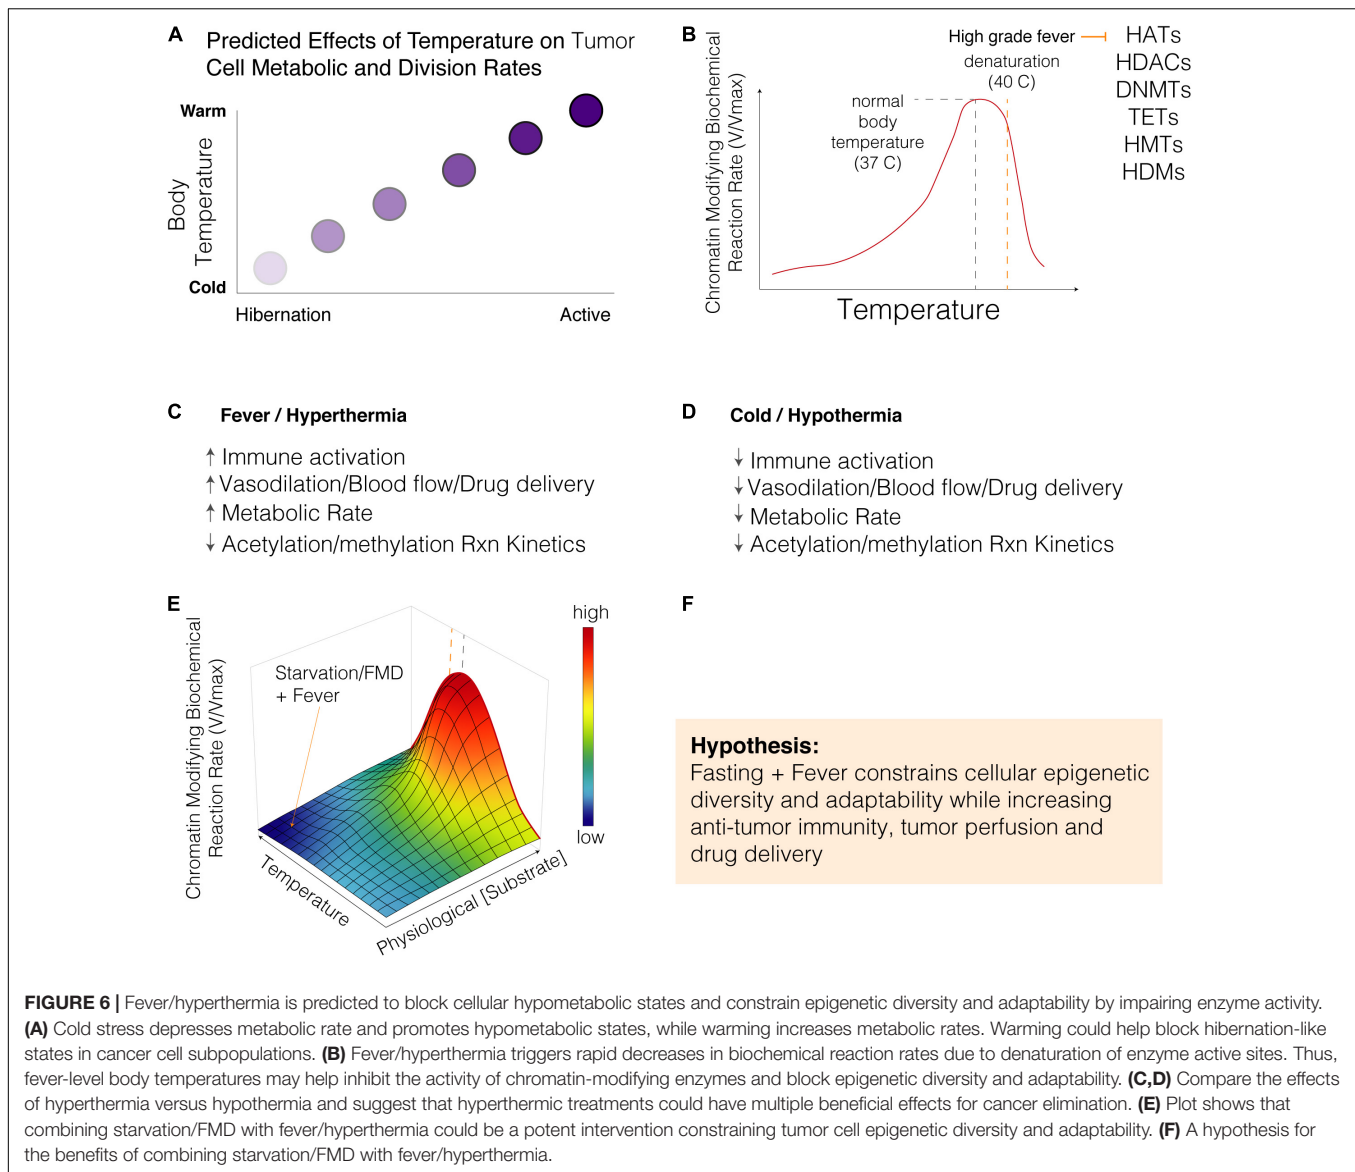 A
Predicted Effects of Temperature on Tumor
Cell Metabolic and Division Rates
Warm
Body
Temperature
Cold
Hibernation
Active
B
High grade fever
denaturation
(40 C)
HATs
HDACs
DNMTs
TETs
HMTs
HDMs
normal
body
temperature
(37 C)
Chromatin Modifying Biochemical
Reaction Rate (V/Vmax)
Temperature
C
Fever / Hyperthermia
↑ Immune activation
↑ Vasodilation/Blood flow/Drug delivery
↑ Metabolic Rate
↓ Acetylation/methylation Rxn Kinetics
D
Cold / Hypothermia
↓ Immune activation
↓ Vasodilation/Blood flow/Drug delivery
↓ Metabolic Rate
↓ Acetylation/methylation Rxn Kinetics
E
Chromatin Modifying Biochemical
Reaction Rate (V/Vmax)
Starvation/FMD
+ Fever
high
low
Temperature
Physiological [Substrate]
F
Hypothesis:
Fasting + Fever constrains cellular epigenetic
diversity and adaptability while increasing
anti-tumor immunity, tumor perfusion and
drug delivery
FIGURE 6 | Fever/hyperthermia is predicted to block cellular hypometabolic states and constrain epigenetic diversity and adaptability by impairing enzyme activity.
(A) Cold stress depresses metabolic rate and promotes hypometabolic states, while warming increases metabolic rates. Warming could help block hibernation-like
states in cancer cell subpopulations. (B) Fever/hyperthermia triggers rapid decreases in biochemical reaction rates due to denaturation of enzyme active sites. Thus,
fever-level body temperatures may help inhibit the activity of chromatin-modifying enzymes and block epigenetic diversity and adaptability. (C,D) Compare the effects
of hyperthermia versus hypothermia and suggest that hyperthermic treatments could have multiple beneficial effects for cancer elimination. (E) Plot shows that
combining starvation/FMD with fever/hyperthermia could be a potent intervention constraining tumor cell epigenetic diversity and adaptability. (F) A hypothesis for
the benefits of combining starvation/FMD with fever/hyperthermia.